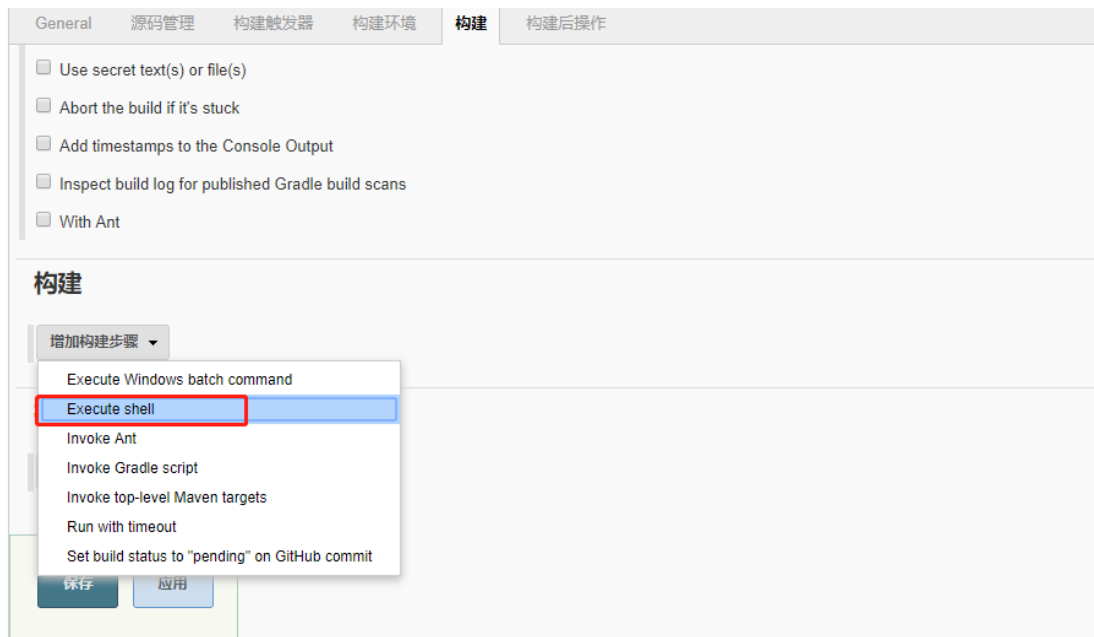 General 源码管理 构建触发器 构建环境 构建 构建后操作
Use secret text(s) or file(s)
Abort the build if it's stuck
Add timestamps to the Console Output
Inspect build log for published Gradle build scans
With Ant
构建
增加构建步骤
Execute Windows batch command
Execute shell
Invoke Ant
Invoke Gradle script
Invoke top-level Maven targets
Run with timeout
Set build status to "pending" on GitHub commit
保存 应用